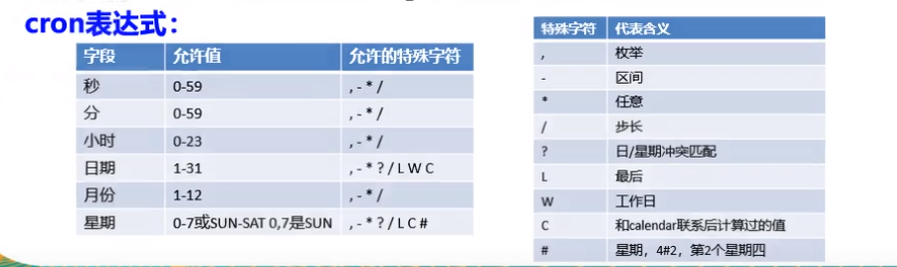 cron表达式：
字段 允许值 允许的特殊字符
秒 0-59 , - * /
分 0-59 , - * /
小时 0-23 , - * /
日期 1-31 , - * ? / L W C
月份 1-12 , - * /
星期 0-7或SUN-SAT 0,7是SUN , - * ? / L C #
特殊字符 代表含义
, 枚举
- 区间
* 任意
/ 步长
? 日/星期冲突匹配
L 最后
W 工作日
C 和calendar联系后计算过的值
# 星期，4#2，第2个星期四